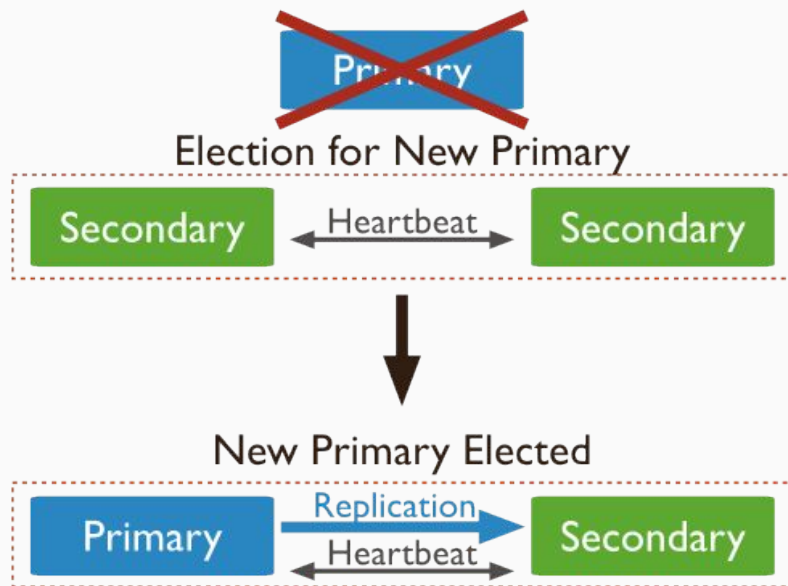 Primary
Election for New Primary
Secondary Heartbeat Secondary
New Primary Elected
Replication
Primary Heartbeat Secondary